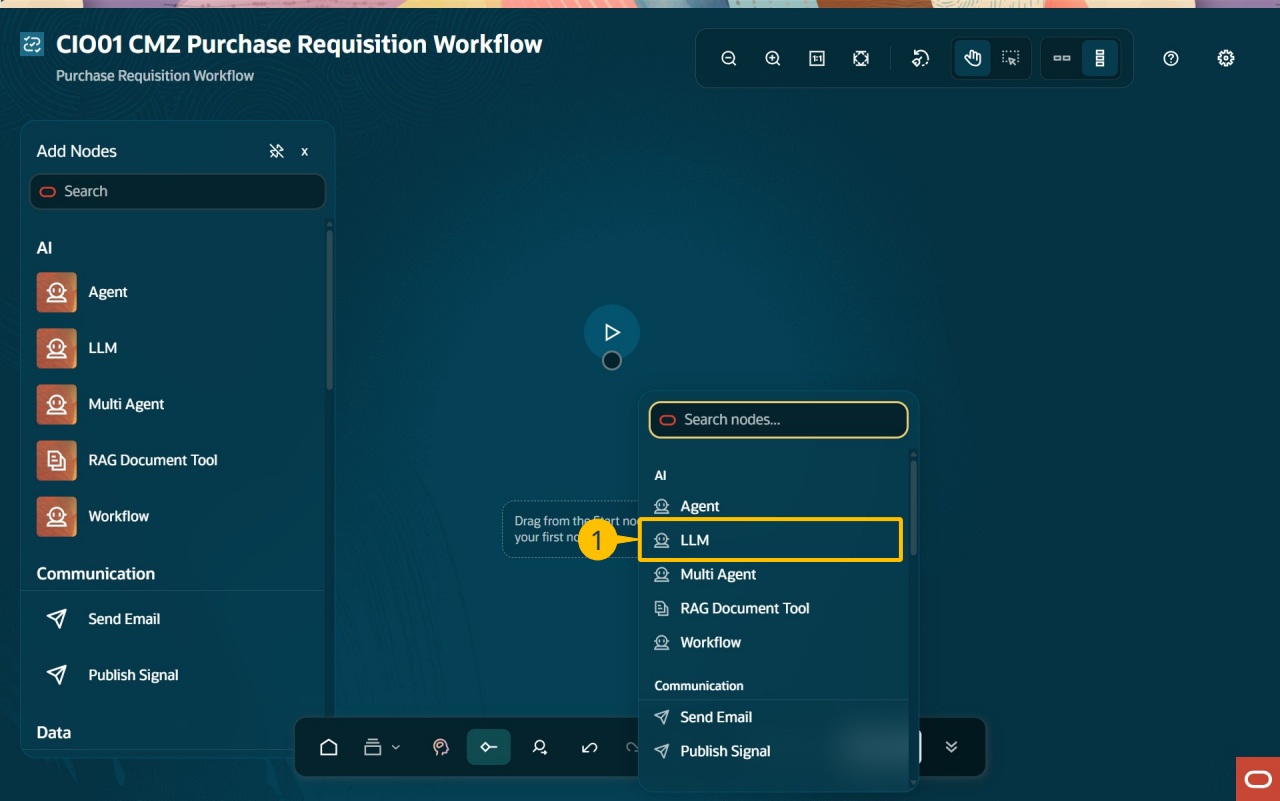 CIO01 CMZ Purchase Requisition Workflow
Purchase Requisition Workflow
1:1
Add Nodes
x
Search
AI
Agent
LLM
Multi Agent
RAG Document Tool
Workflow
Communication
Send Email
Publish Signal
Data
Drag from the Start no
your first no
1
Search nodes...
AI
Agent
LLM
Multi Agent
RAG Document Tool
Workflow
Communication
Send Email
Publish Signal